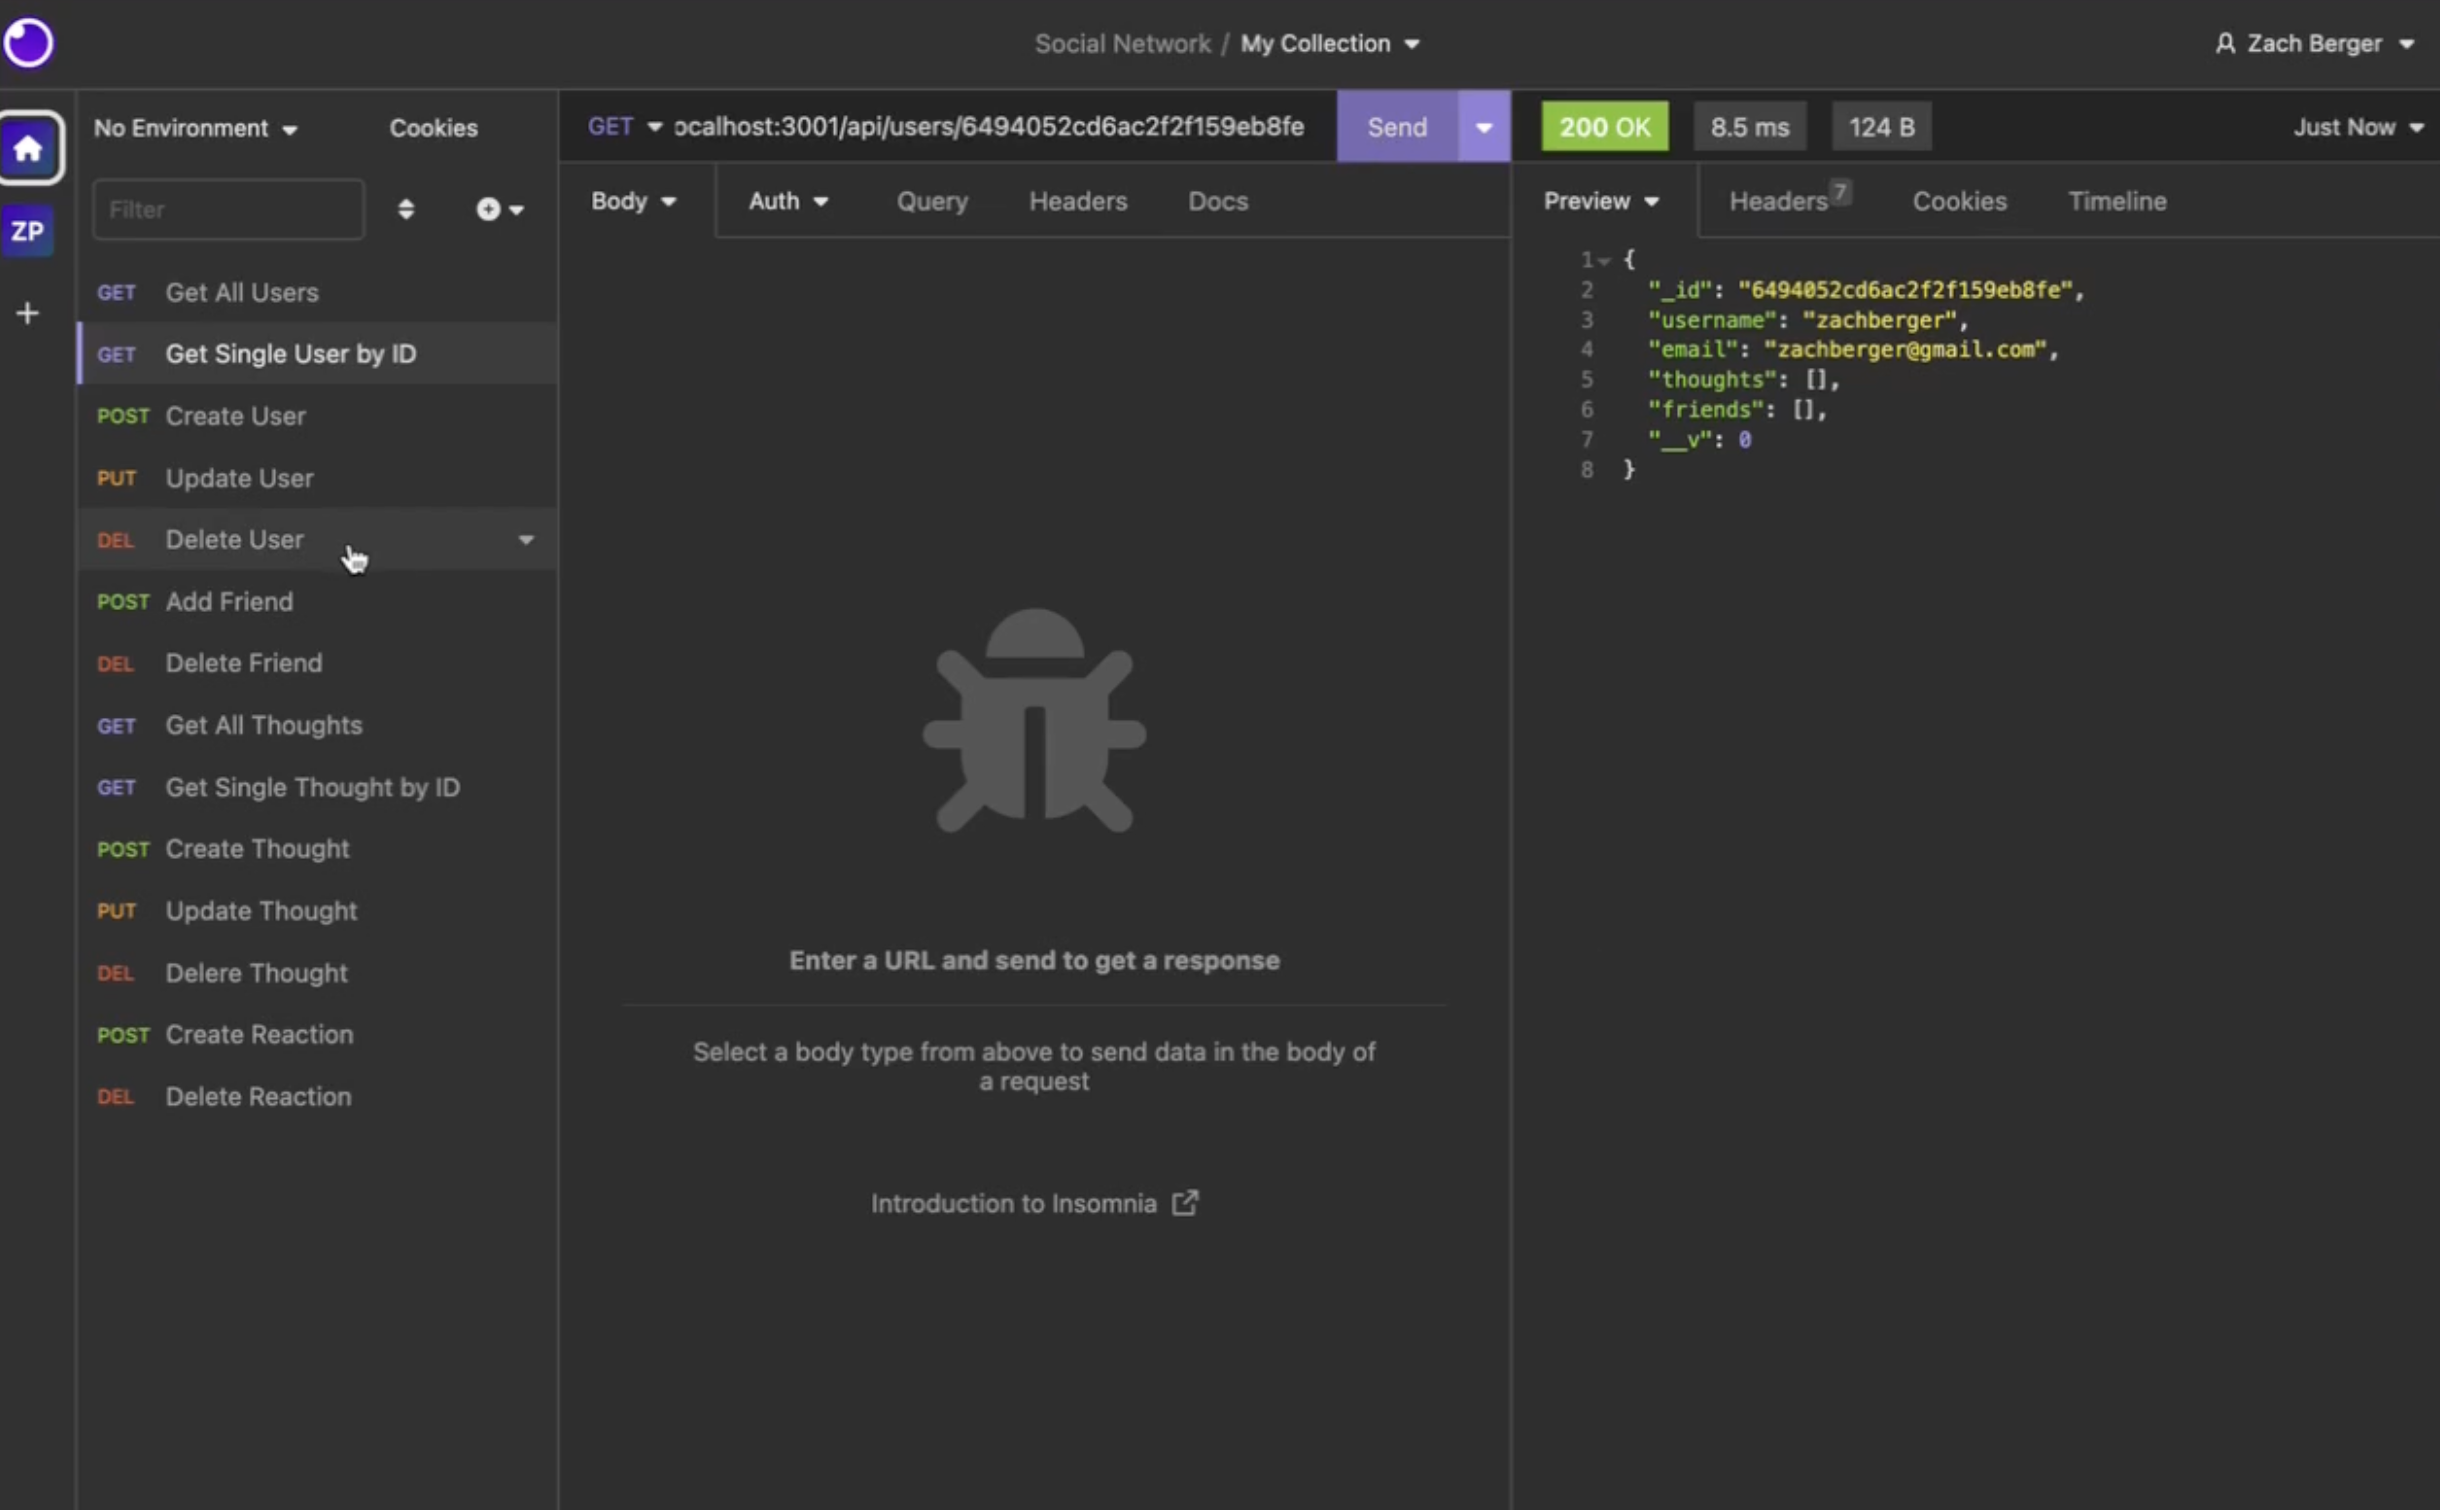 Social Network / My Collection
Zach Berger
No Environment
Cookies
Filter
ZP
GET Get All Users
GET Get Single User by ID
POST Create User
PUT Update User
DEL Delete User
POST Add Friend
DEL Delete Friend
GET Get All Thoughts
GET Get Single Thought by ID
POST Create Thought
PUT Update Thought
DEL Delere Thought
POST Create Reaction
DEL Delete Reaction
GET ocalhost:3001/api/users/6494052cd6ac2f2f159eb8fe Send
Body Auth Query Headers Docs
Enter a URL and send to get a response
Select a body type from above to send data in the body of
a request
Introduction to Insomnia
200 OK 8.5 ms 124 B Just Now
Preview Headers 7 Cookies Timeline
1 {
2 "_id": "6494052cd6ac2f2f159eb8fe",
3 "username": "zachberger",
4 "email": "zachberger@gmail.com",
5 "thoughts": [],
6 "friends": [],
7 "__v": 0
8 }